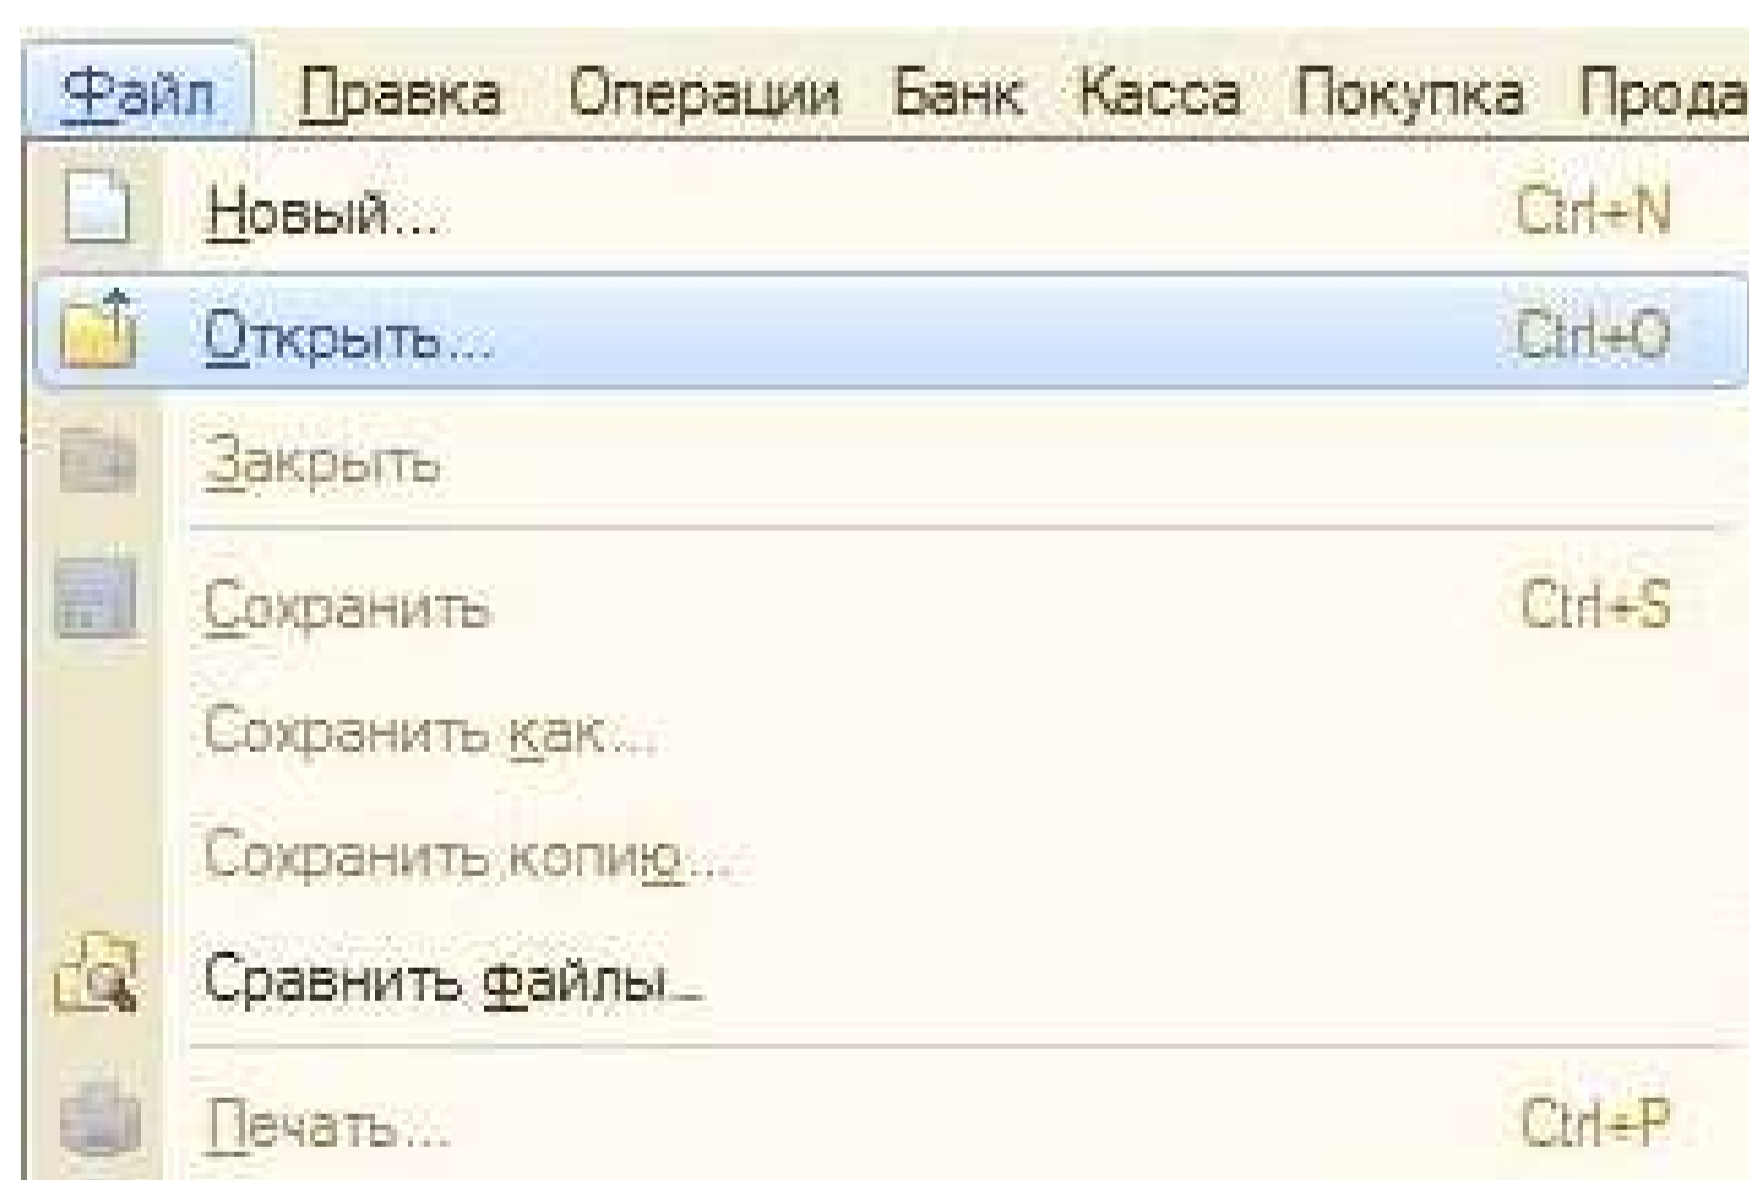 Файл Правка Операции Банк Касса Покупка Прода
Новый... Ctrl+N
Открыть... Ctrl+O
Закрыть
Сохранить Ctrl+S
Сохранить как...
Сохранить копию...
Сравнить файлы...
Печать... Ctrl+P